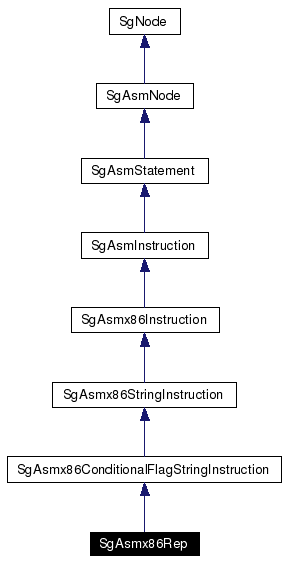 SgNode
SgAsmNode
SgAsmStatement
SgAsmInstruction
SgAsmx86Instruction
SgAsmx86StringInstruction
SgAsmx86ConditionalFlagStringInstruction
SgAsmx86Rep